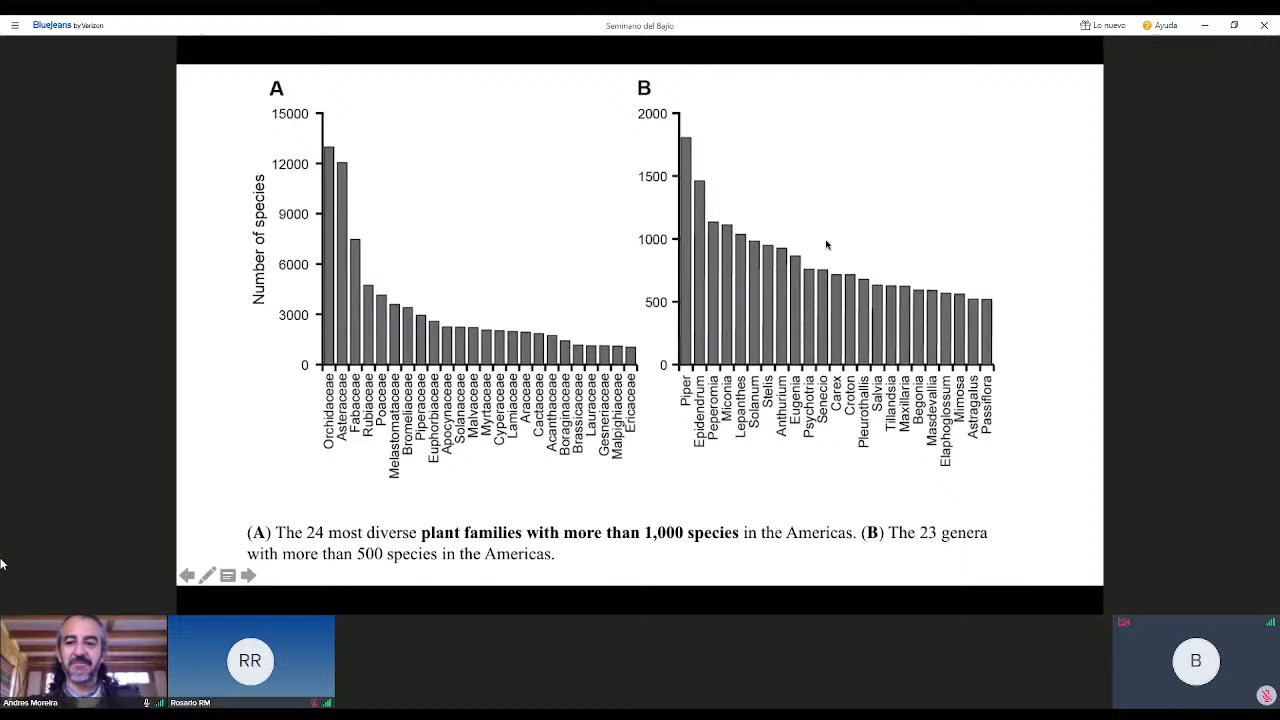 BlueJeans by Verizon
Seminario del Bajío
Lo nuevo
Ayuda
A
15000
12000
9000
6000
3000
0
Number of species
Orchidaceae
Asteraceae
Fabaceae
Rubiaceae
Poaceae
Melastomataceae
Bromeliaceae
Piperaceae
Euphorbiaceae
Apocynaceae
Solanaceae
Malvaceae
Myrtaceae
Cyperaceae
Lamiaceae
Araceae
Cactaceae
Acanthaceae
Boraginaceae
Brassicaceae
Lauraceae
Gesneriaceae
Malpighiaceae
Ericaceae
B
2000
1500
1000
500
0
Piper
Epidendrum
Peperomia
Miconia
Lepanthes
Solanum
Stelis
Anthurium
Eugenia
Psychotria
Senecio
Carex
Croton
Pleurothallis
Salvia
Tillandsia
Maxillaria
Begonia
Masdevallia
Elaphoglossum
Mimosa
Astragalus
Passiflora
(A) The 24 most diverse plant families with more than 1,000 species in the Americas. (B) The 23 genera
with more than 500 species in the Americas.
Andres Moreira
RR
Rosario RM
B